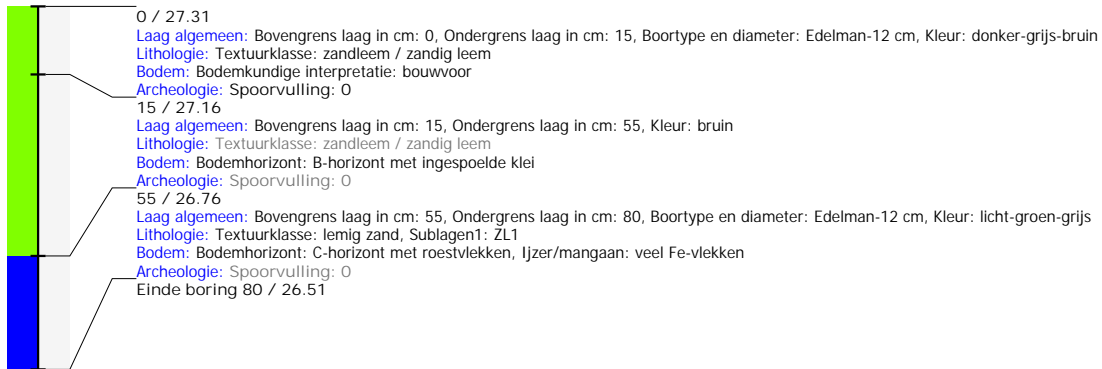 0 / 27.31
Laag algemeen: Bovengrens laag in cm: 0, Ondergrens laag in cm: 15, Boortype en diameter: Edelman-12 cm, Kleur: donker-grijs-bruin
Lithologie: Textuurklasse: zandleem / zandig leem
Bodem: Bodemkundige interpretatie: bouwvoor
Archeologie: Spoorvulling: 0
15 / 27.16
Laag algemeen: Bovengrens laag in cm: 15, Ondergrens laag in cm: 55, Kleur: bruin
Lithologie: Textuurklasse: zandleem / zandig leem
Bodem: Bodemhorizont: B-horizont met ingespoelde klei
Archeologie: Spoorvulling: 0
55 / 26.76
Laag algemeen: Bovengrens laag in cm: 55, Ondergrens laag in cm: 80, Boortype en diameter: Edelman-12 cm, Kleur: licht-groen-grijs
Lithologie: Textuurklasse: lemig zand, Sublagen1: ZL1
Bodem: Bodemhorizont: C-horizont met roestvlekken, Ijzer/mangaan: veel Fe-vlekken
Archeologie: Spoorvulling: 0
Einde boring 80 / 26.51